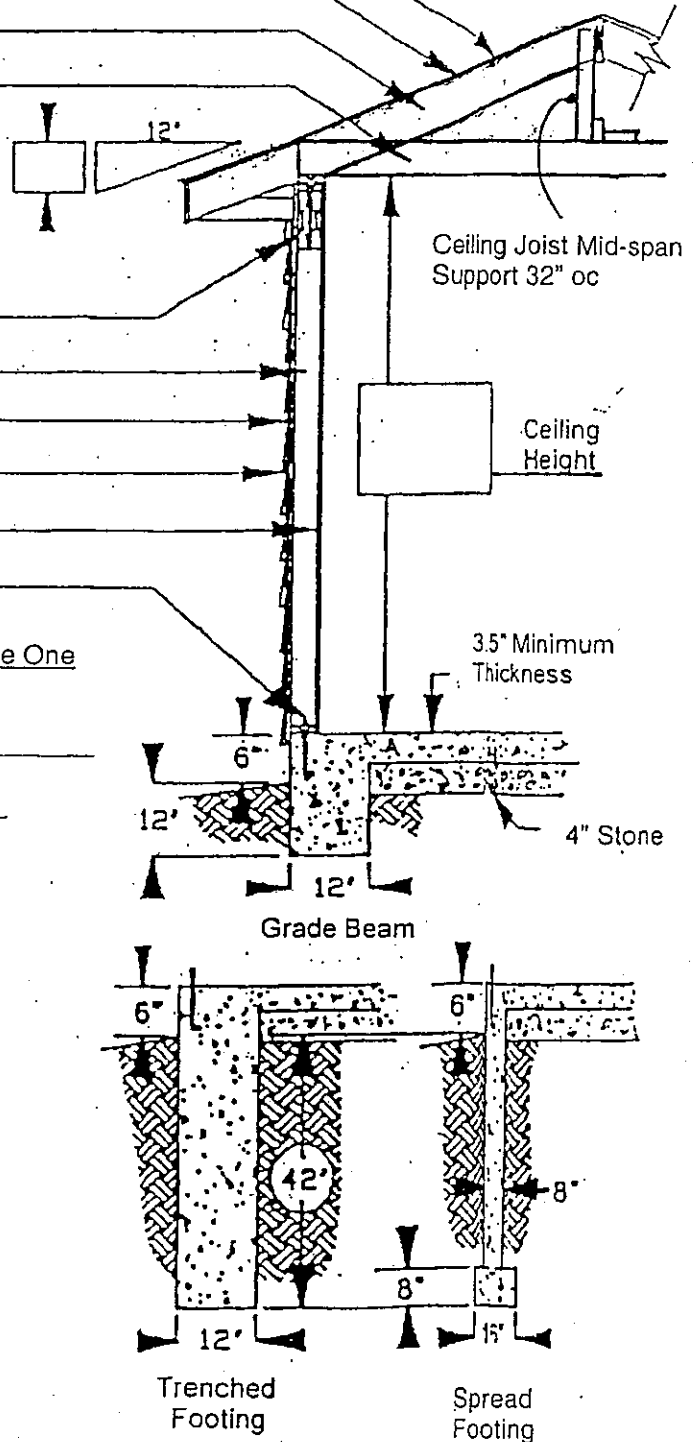 12"
Ceiling Joist Mid-span
Support 32" oc
Ceiling
Height
3.5" Minimum
Thickness
e One
6"
12"
4" Stone
12"
Grade Beam
6"
6"
42"
8"
8"
12"
16"
Trenched
Footing
Spread
Footing